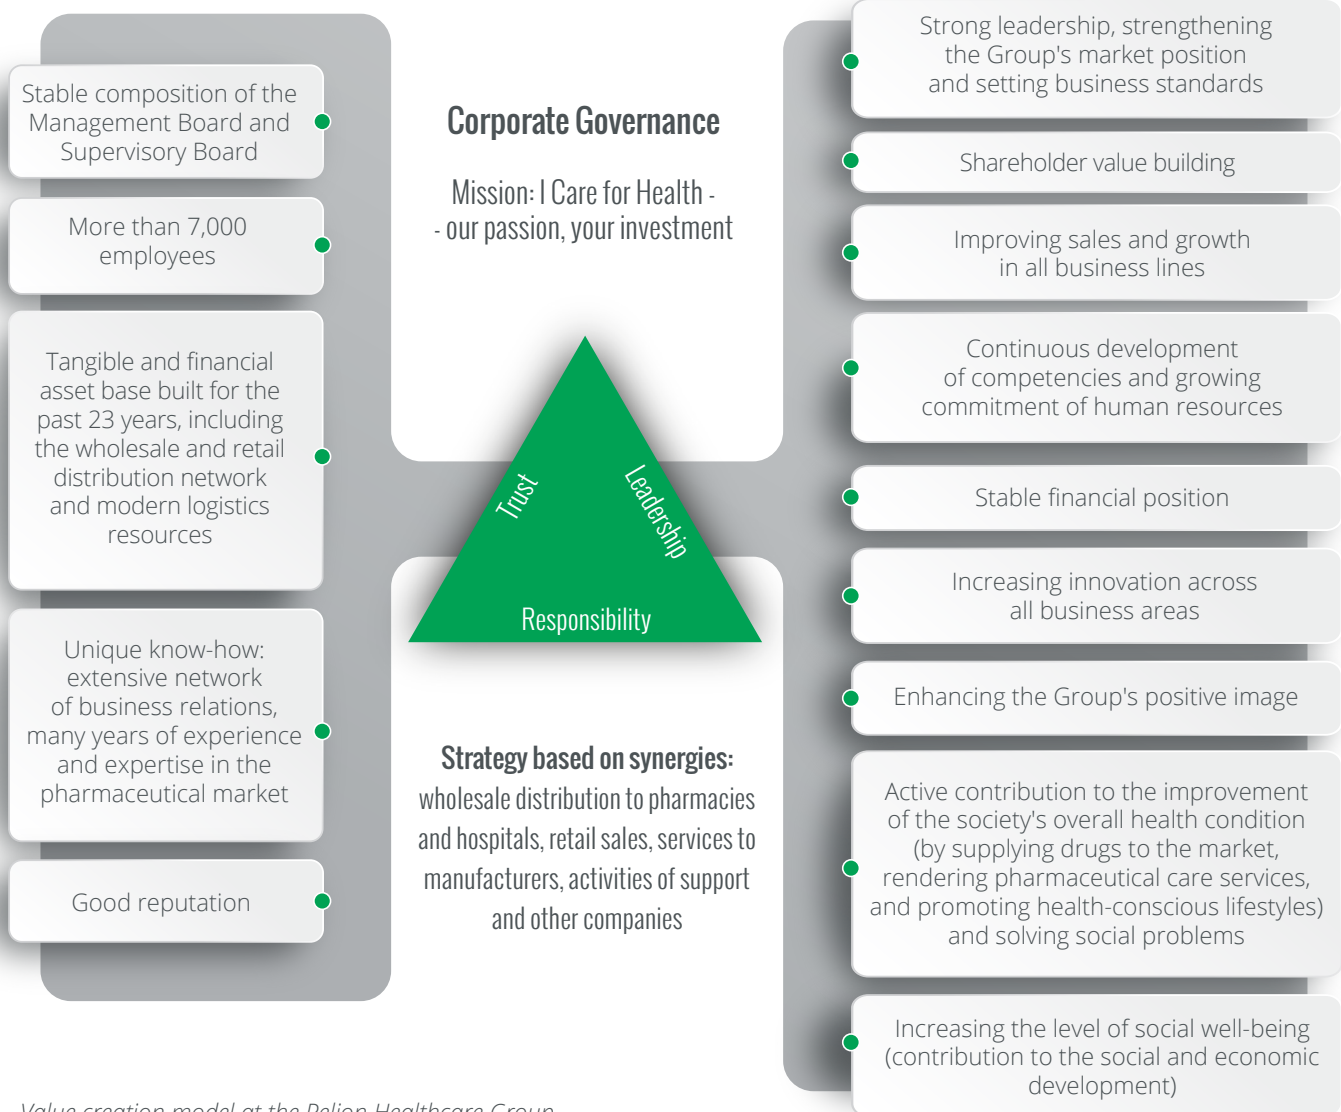 Stable composition of the
Management Board and
Supervisory Board
More than 7,000
employees
Tangible and financial
asset base built for the
past 23 years, including
the wholesale and retail
distribution network
and modern logistics
resources
Unique know-how:
extensive network
of business relations,
many years of experience
and expertise in the
pharmaceutical market
Good reputation
Corporate Governance
Mission: I Care for Health -
- our passion, your investment
Trust
Leadership
Responsibility
Strategy based on synergies:
wholesale distribution to pharmacies
and hospitals, retail sales, services to
manufacturers, activities of support
and other companies
Strong leadership, strengthening
the Group's market position
and setting business standards
Shareholder value building
Improving sales and growth
in all business lines
Continuous development
of competencies and growing
commitment of human resources
Stable financial position
Increasing innovation across
all business areas
Enhancing the Group's positive image
Active contribution to the improvement
of the society's overall health condition
(by supplying drugs to the market,
rendering pharmaceutical care services,
and promoting health-conscious lifestyles)
and solving social problems
Increasing the level of social well-being
(contribution to the social and economic
development)
Value creation model at the Pelion Healthcare Group